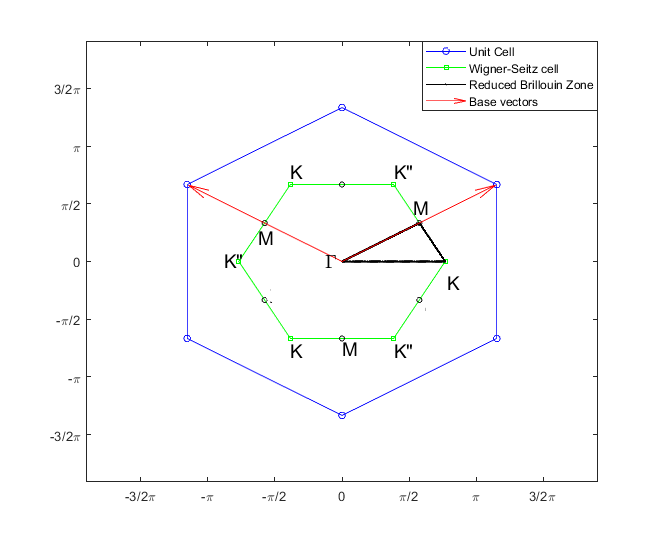 Unit Cell
Wigner-Seitz cell
Reduced Brillouin Zone
Base vectors
3/2π
π
π/2
0
-π/2
-π
-3/2π
K K"
M
M
K" Γ
K
K M K"
-3/2π -π -π/2 0 π/2 π 3/2π